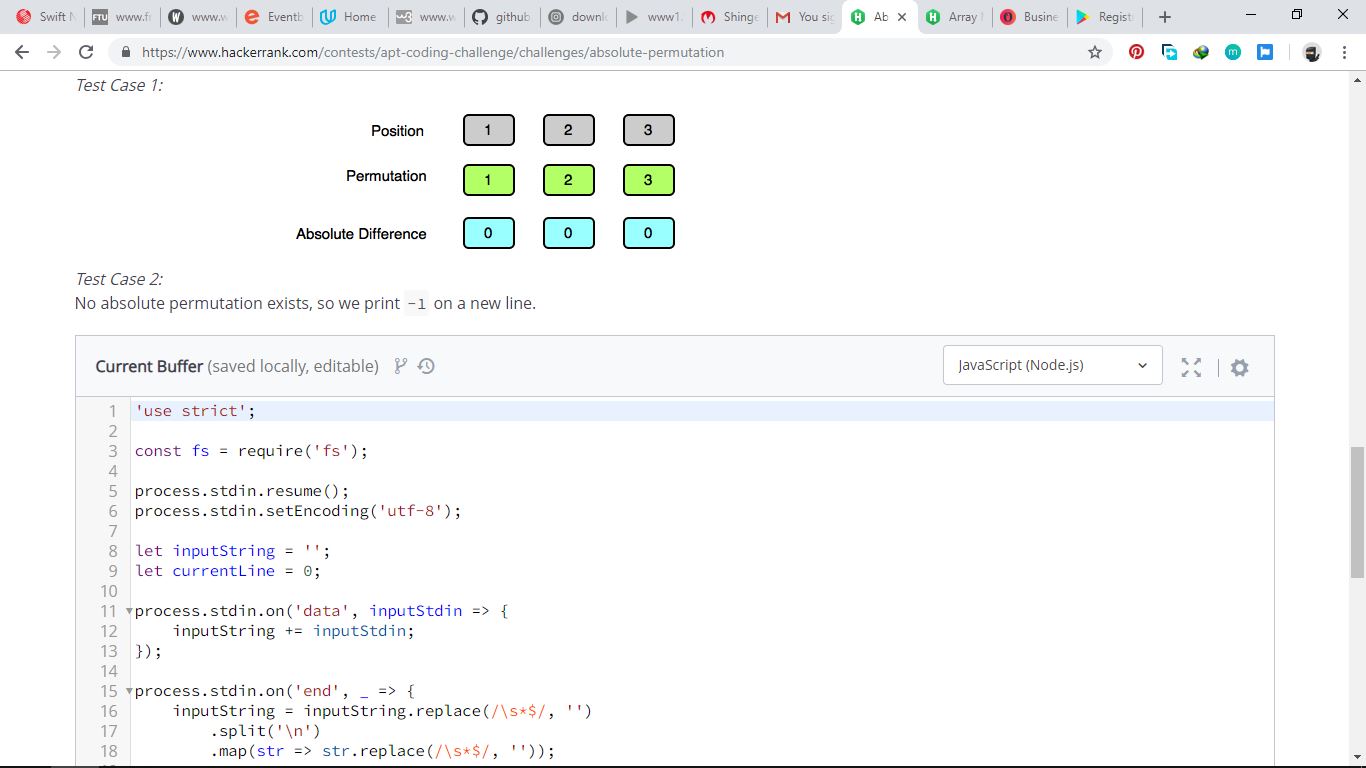 Swift N www.fi www.w Eventb Home www.w github downl www1. Shinge You sig Ab Array Busine Regist
https://www.hackerrank.com/contests/apt-coding-challenge/challenges/absolute-permutation
Test Case 1:
Position 1 2 3
Permutation 1 2 3
Absolute Difference 0 0 0
Test Case 2:
No absolute permutation exists, so we print -1 on a new line.
Current Buffer (saved locally, editable) JavaScript (Node.js)
1 'use strict';
2
3 const fs = require('fs');
4
5 process.stdin.resume();
6 process.stdin.setEncoding('utf-8');
7
8 let inputString = '';
9 let currentLine = 0;
10
11 process.stdin.on('data', inputStdin => {
12     inputString += inputStdin;
13 });
14
15 process.stdin.on('end', _ => {
16     inputString = inputString.replace(/\s*$/, '')
17         .split('\n')
18         .map(str => str.replace(/\s*$/, ''));